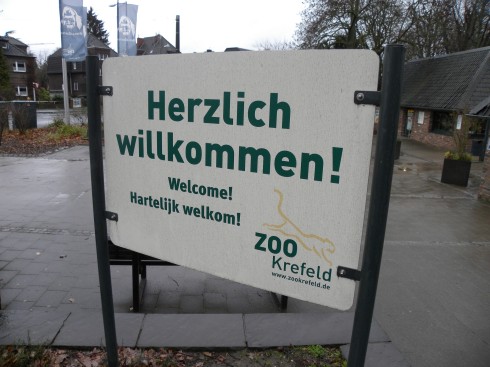 Herzlich
willkommen!
Welcome!
Hartelijk welkom!
ZOO
Krefeld
www.zookrefeld.de